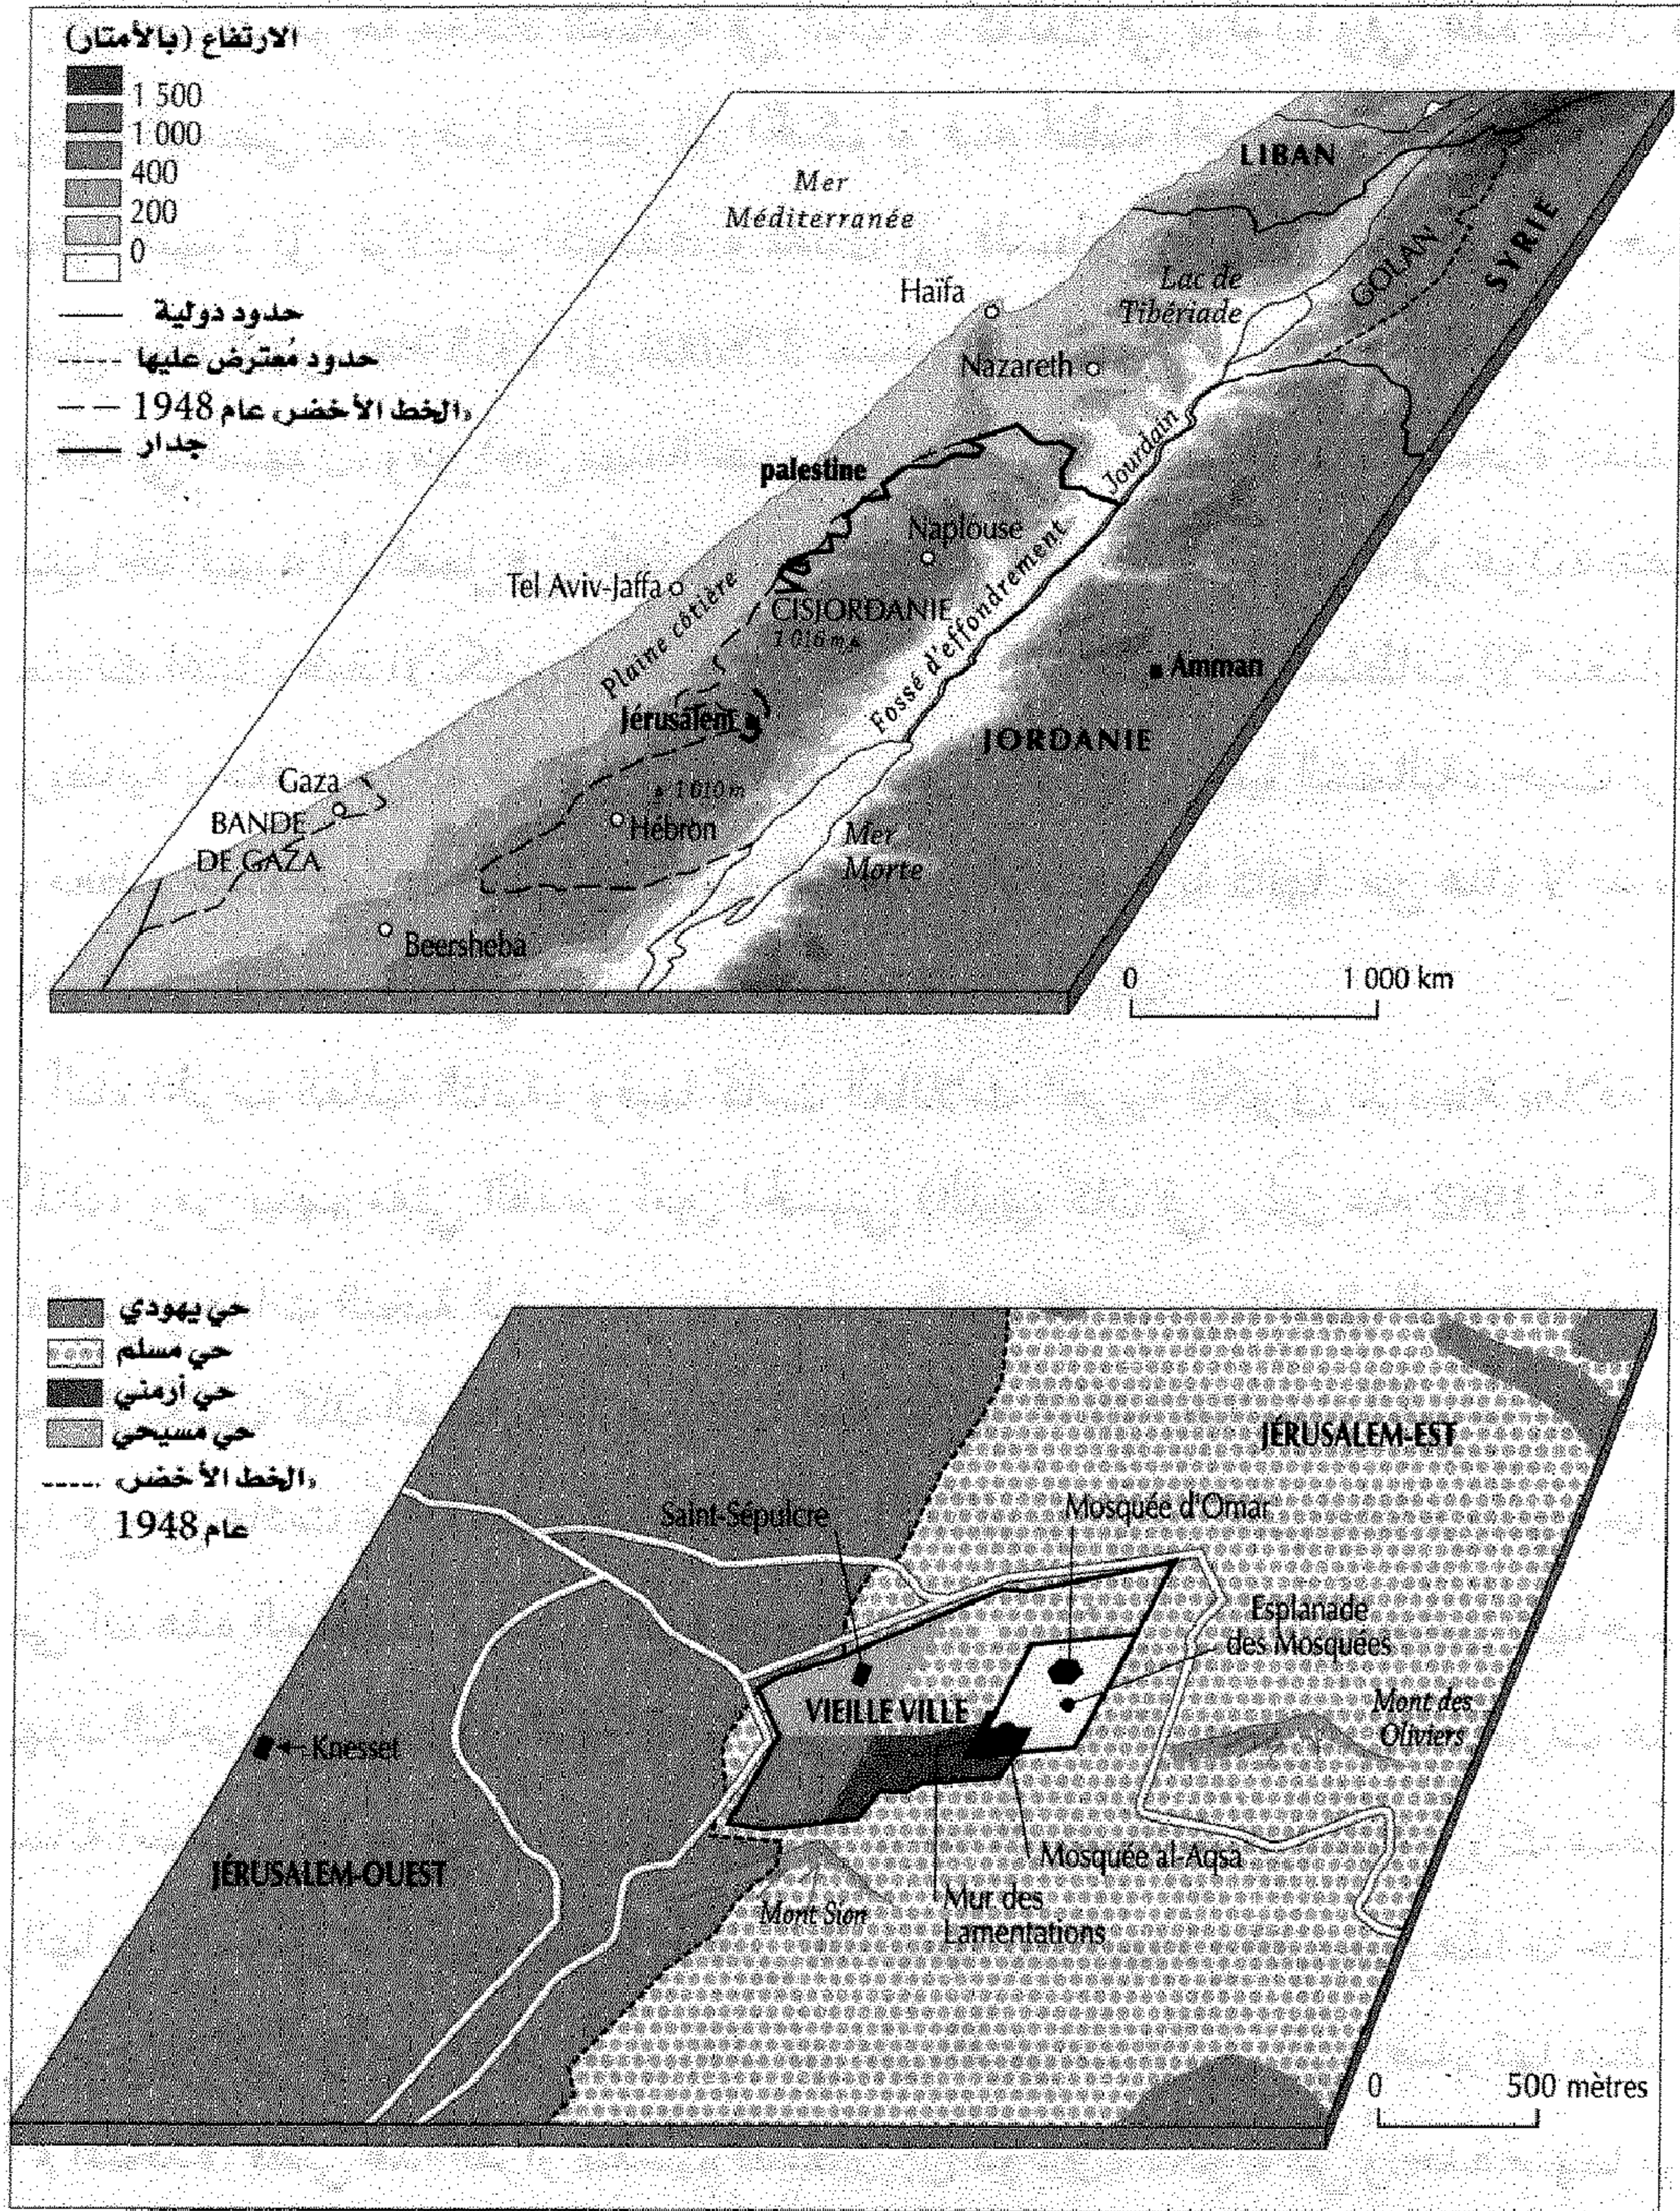 الارتفاع (بالأمتار)
1 500
1 000
400
200
0
حدود دولية
حدود مُعترض عليها
«الخط الأخضر» عام 1948
جدار
LIBAN
Mer
Méditerranée
SYRIE
GOLAN
Lac de
Tibériade
Haïfa
Nazareth
Jourdain
palestine
Naplouse
Tel Aviv-Jaffa
Plaine côtière
CISJORDANIE
1 016 m
Fossé d'effondrement
Amman
Jérusalem
JORDANIE
Gaza
1 010 m
BANDE
DE GAZA
Hébron
Mer
Morte
Beersheba
0 1 000 km
حي يهودي
حي مسلم
حي أرمني
حي مسيحي
«الخط الأخضر»
عام 1948
JÉRUSALEM-EST
Saint-Sépulcre
Mosquée d'Omar
Esplanade
des Mosquées
VIEILLE VILLE
Mont des
Oliviers
Knesset
Mosquée al-Aqsa
JÉRUSALEM-OUEST
Mur des
Lamentations
Mont Sion
0 500 mètres